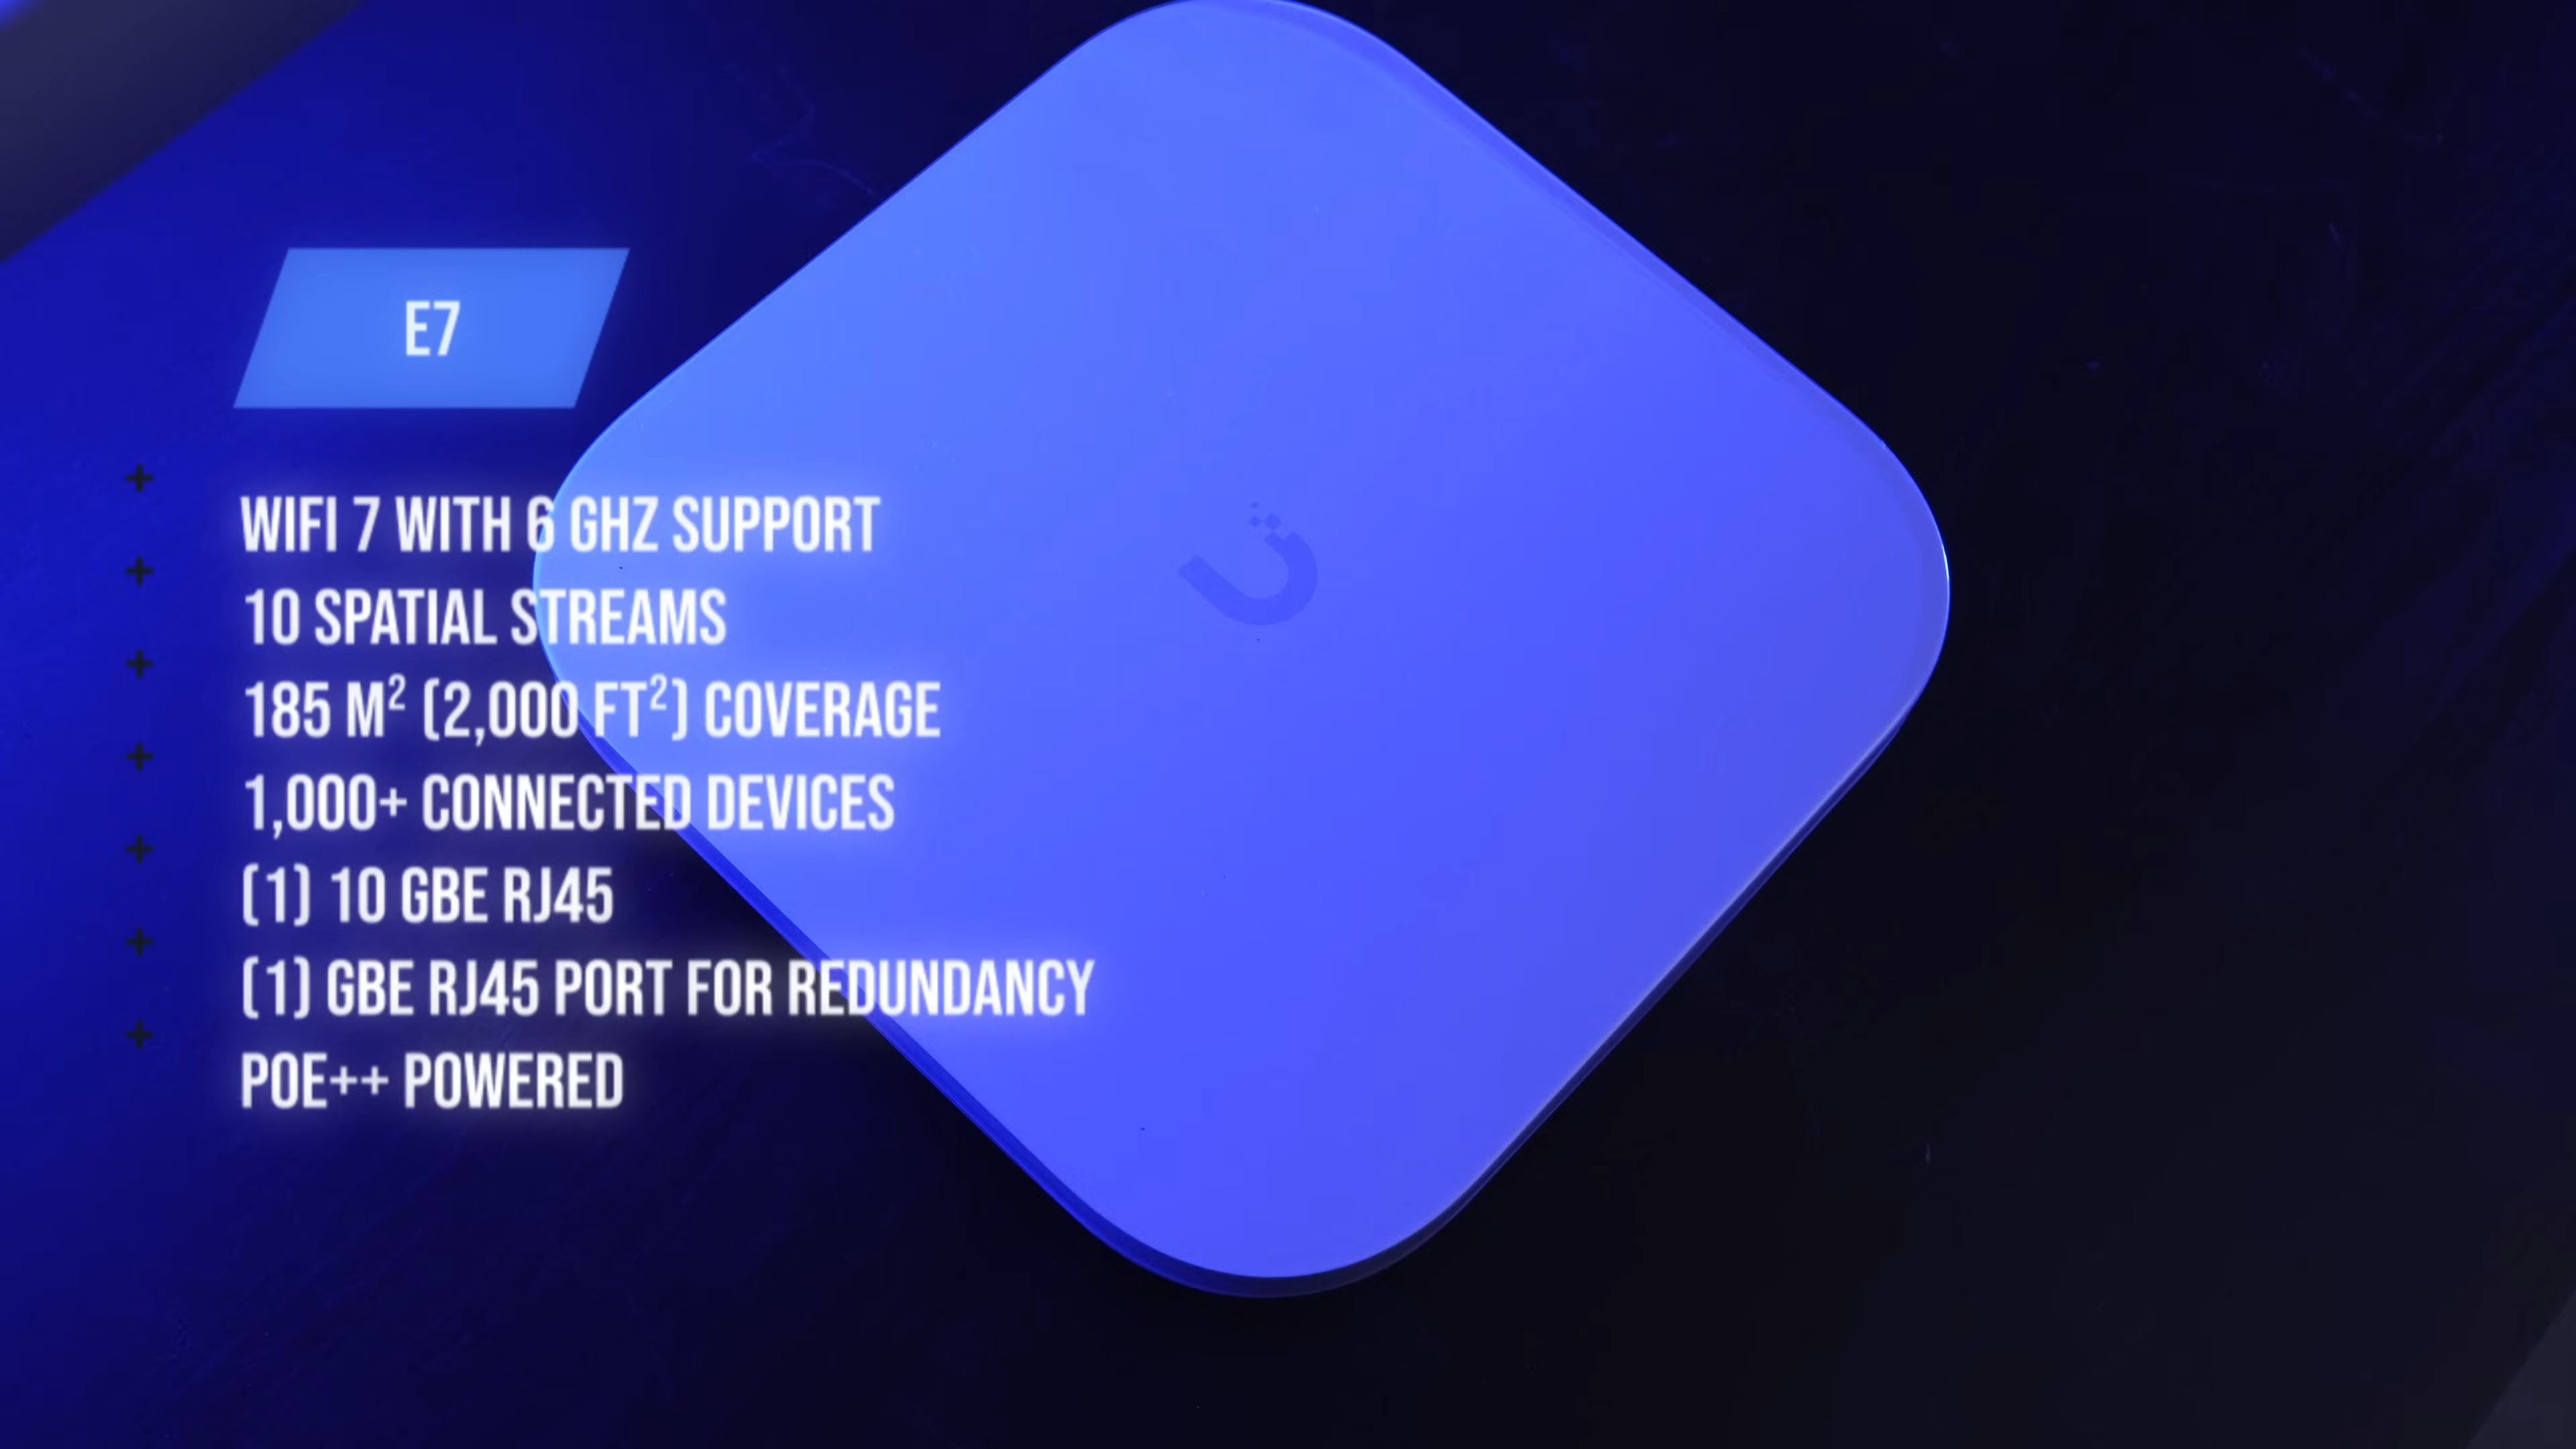 E7
WIFI 7 WITH 6 GHZ SUPPORT
10 SPATIAL STREAMS
185 M² (2,000 FT²) COVERAGE
1,000+ CONNECTED DEVICES
(1) 10 GBE RJ45
(1) GBE RJ45 PORT FOR REDUNDANCY
POE++ POWERED